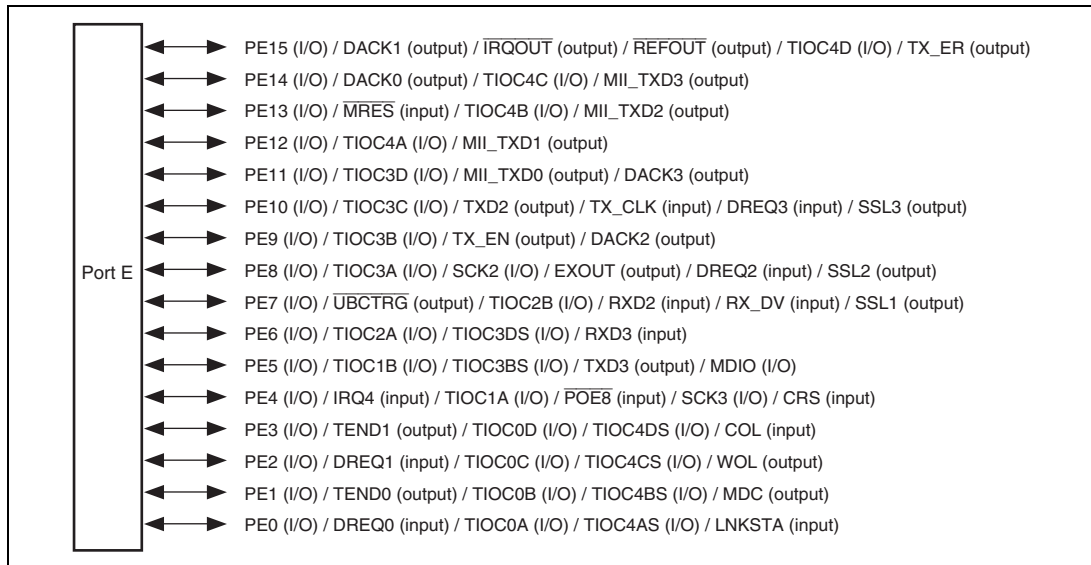 PE15 (I/O) / DACK1 (output) / I̅R̅Q̅O̅U̅T̅ (output) / R̅E̅F̅O̅U̅T̅ (output) / TIOC4D (I/O) / TX_ER (output)
PE14 (I/O) / DACK0 (output) / TIOC4C (I/O) / MII_TXD3 (output)
PE13 (I/O) / M̅R̅E̅S̅ (input) / TIOC4B (I/O) / MII_TXD2 (output)
PE12 (I/O) / TIOC4A (I/O) / MII_TXD1 (output)
PE11 (I/O) / TIOC3D (I/O) / MII_TXD0 (output) / DACK3 (output)
PE10 (I/O) / TIOC3C (I/O) / TXD2 (output) / TX_CLK (input) / DREQ3 (input) / SSL3 (output)
PE9 (I/O) / TIOC3B (I/O) / TX_EN (output) / DACK2 (output)
Port E
PE8 (I/O) / TIOC3A (I/O) / SCK2 (I/O) / EXOUT (output) / DREQ2 (input) / SSL2 (output)
PE7 (I/O) / U̅B̅C̅T̅R̅G̅ (output) / TIOC2B (I/O) / RXD2 (input) / RX_DV (input) / SSL1 (output)
PE6 (I/O) / TIOC2A (I/O) / TIOC3DS (I/O) / RXD3 (input)
PE5 (I/O) / TIOC1B (I/O) / TIOC3BS (I/O) / TXD3 (output) / MDIO (I/O)
PE4 (I/O) / IRQ4 (input) / TIOC1A (I/O) / P̅O̅E̅8̅ (input) / SCK3 (I/O) / CRS (input)
PE3 (I/O) / TEND1 (output) / TIOC0D (I/O) / TIOC4DS (I/O) / COL (input)
PE2 (I/O) / DREQ1 (input) / TIOC0C (I/O) / TIOC4CS (I/O) / WOL (output)
PE1 (I/O) / TEND0 (output) / TIOC0B (I/O) / TIOC4BS (I/O) / MDC (output)
PE0 (I/O) / DREQ0 (input) / TIOC0A (I/O) / TIOC4AS (I/O) / LNKSTA (input)